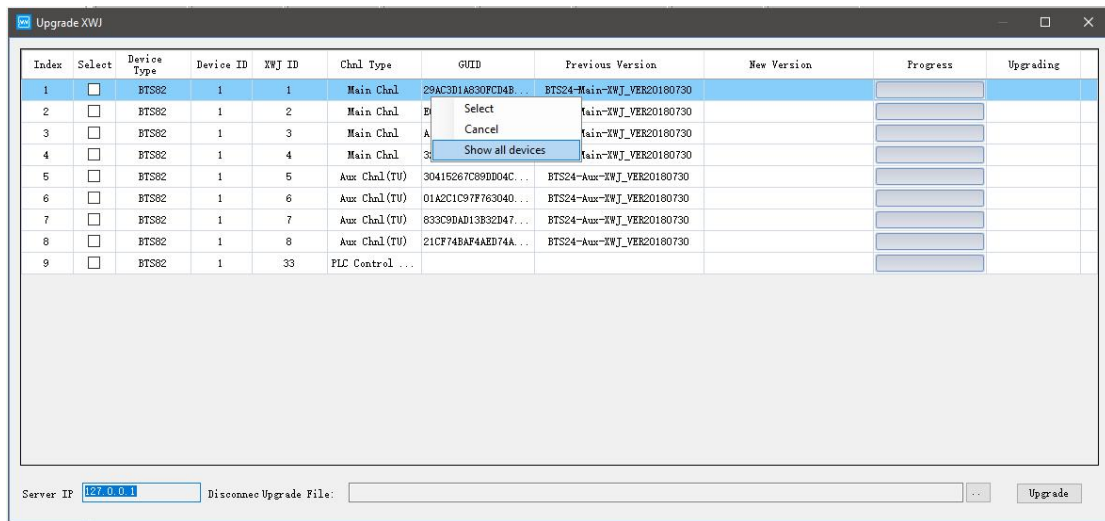 Upgrade XWJ
Index Select Device Type Device ID XWJ ID Chnl Type GUID Previous Version New Version Progress Upgrading
1 BTS82 1 1 Main Chnl 29AC3D1A830FCD4B... BTS24-Main-XWJ_VER20180730
2 BTS82 1 2 Main Chnl Main-XWJ_VER20180730
3 BTS82 1 3 Main Chnl A Main-XWJ_VER20180730
4 BTS82 1 4 Main Chnl Main-XWJ_VER20180730
Select
Cancel
Show all devices
5 BTS82 1 5 Aux Chnl(TU) 30415267C89DD04C... BTS24-Aux-XWJ_VER20180730
6 BTS82 1 6 Aux Chnl(TU) 01A2C1C97F763040... BTS24-Aux-XWJ_VER20180730
7 BTS82 1 7 Aux Chnl(TU) 833C9DAD13B32D47... BTS24-Aux-XWJ_VER20180730
8 BTS82 1 8 Aux Chnl(TU) 21CF74BAF4AED74A... BTS24-Aux-XWJ_VER20180730
9 BTS82 1 33 PLC Control ...
Server IP 127.0.0.1 Disconnec Upgrade File: .. Upgrade